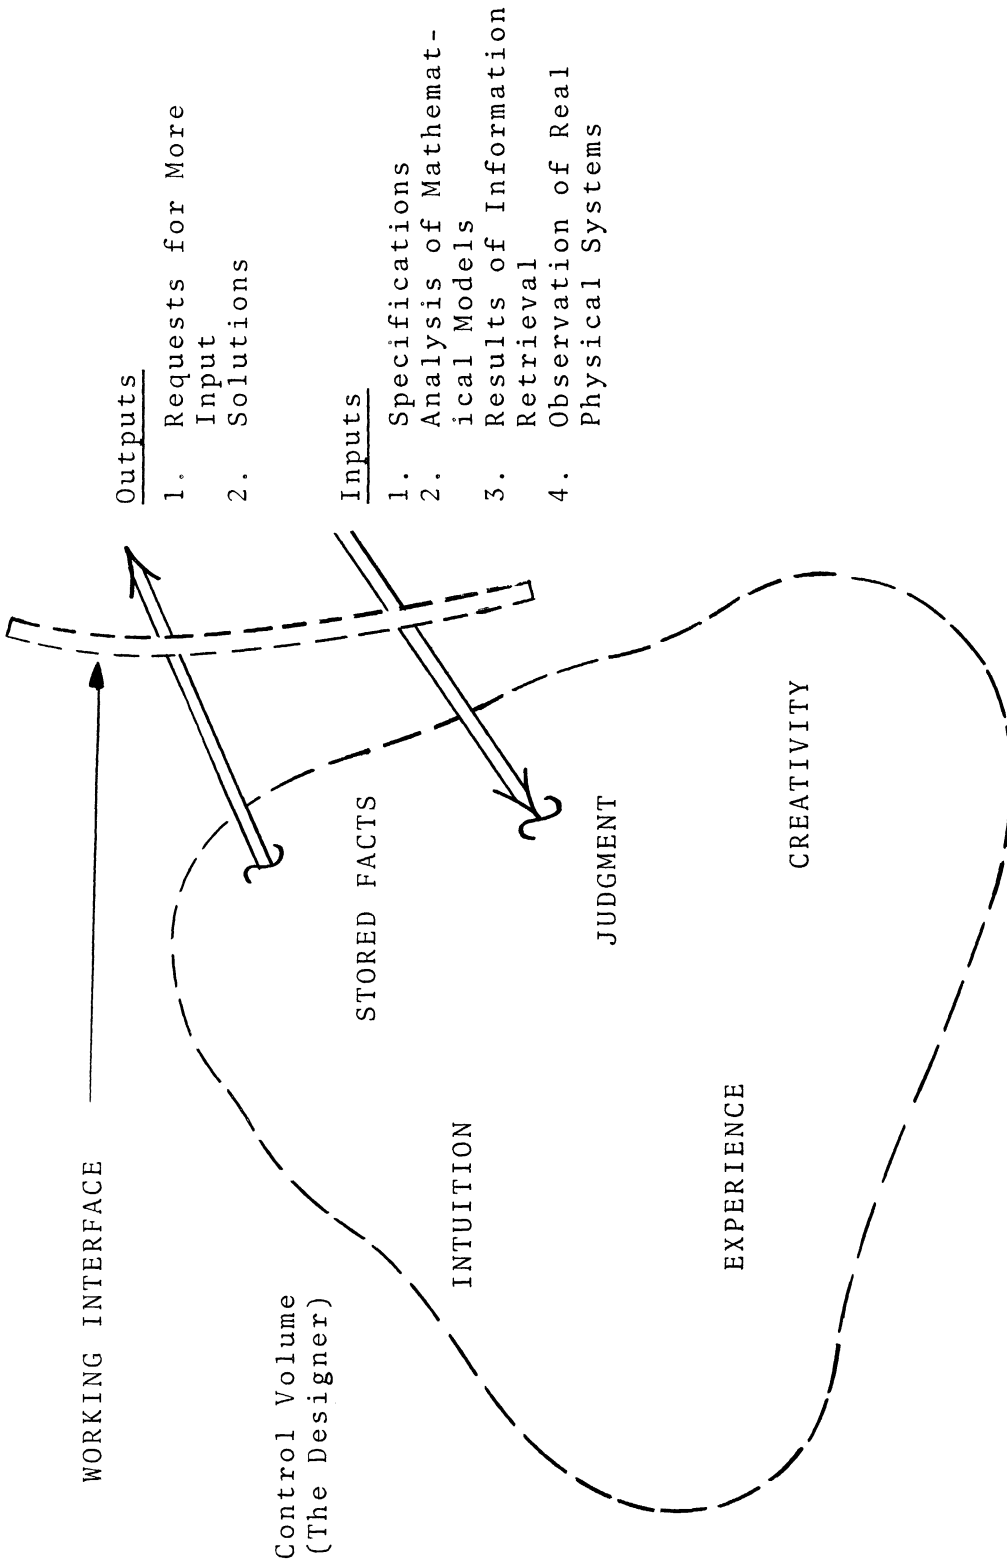 WORKING INTERFACE
Control Volume
(The Designer)
INTUITION
STORED FACTS
EXPERIENCE
JUDGMENT
CREATIVITY
Outputs
1. Requests for More
Input
2. Solutions
Inputs
1. Specifications
2. Analysis of Mathemat-
ical Models
3. Results of Information
Retrieval
4. Observation of Real
Physical Systems